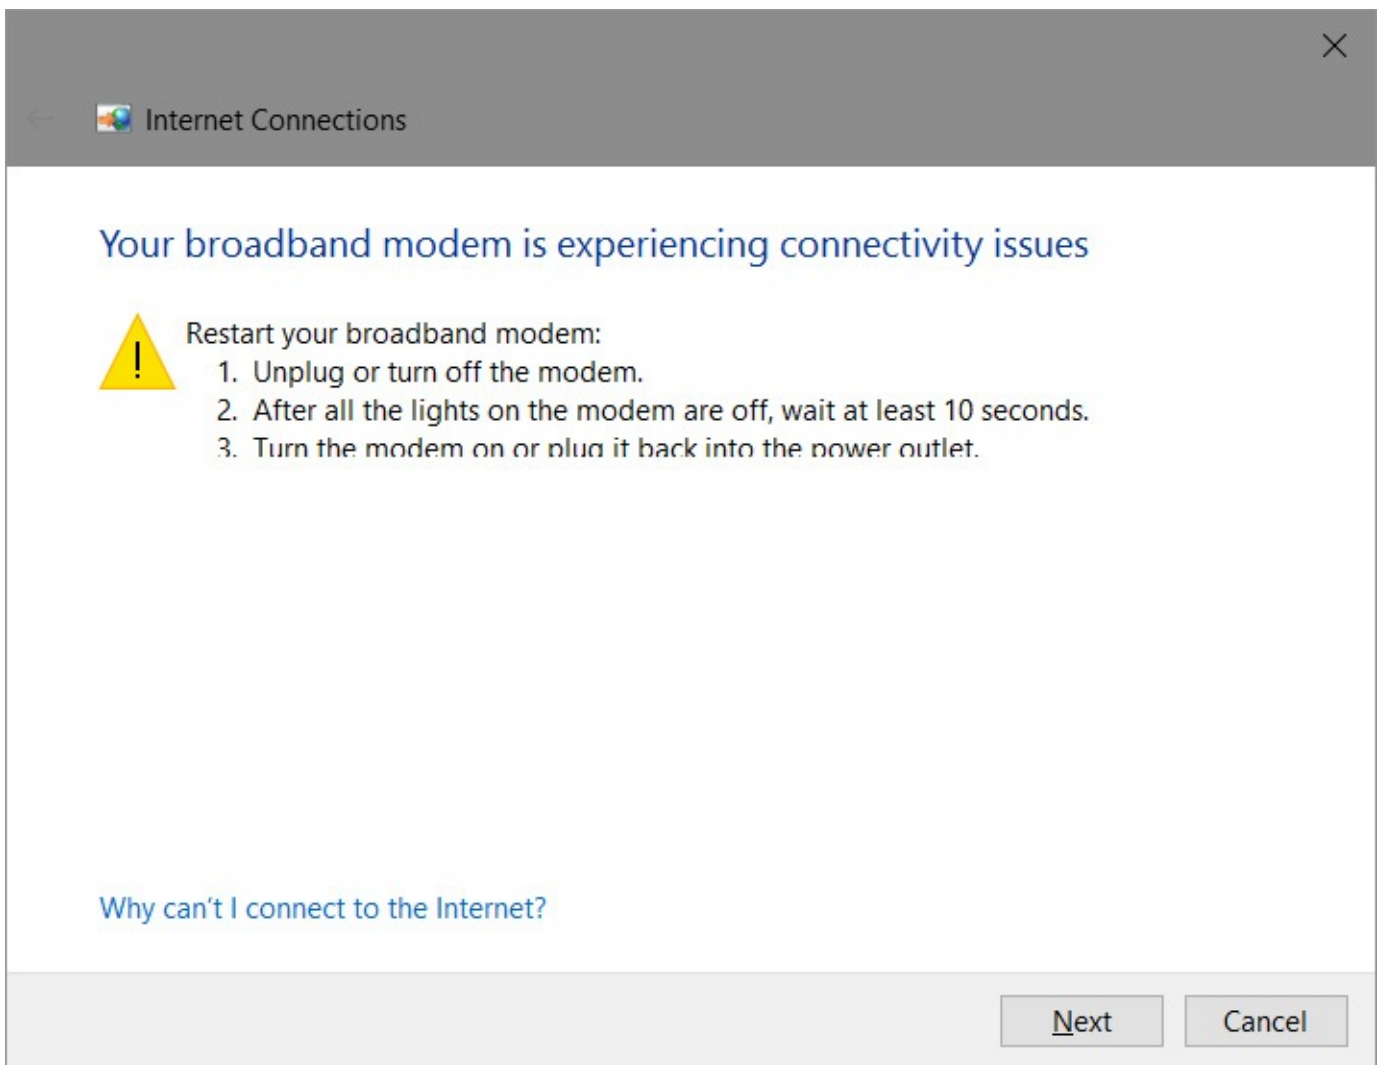 Internet Connections
Your broadband modem is experiencing connectivity issues
Restart your broadband modem:
1. Unplug or turn off the modem.
2. After all the lights on the modem are off, wait at least 10 seconds.
3. Turn the modem on or plug it back into the power outlet.
Why can't I connect to the Internet?
Next
Cancel